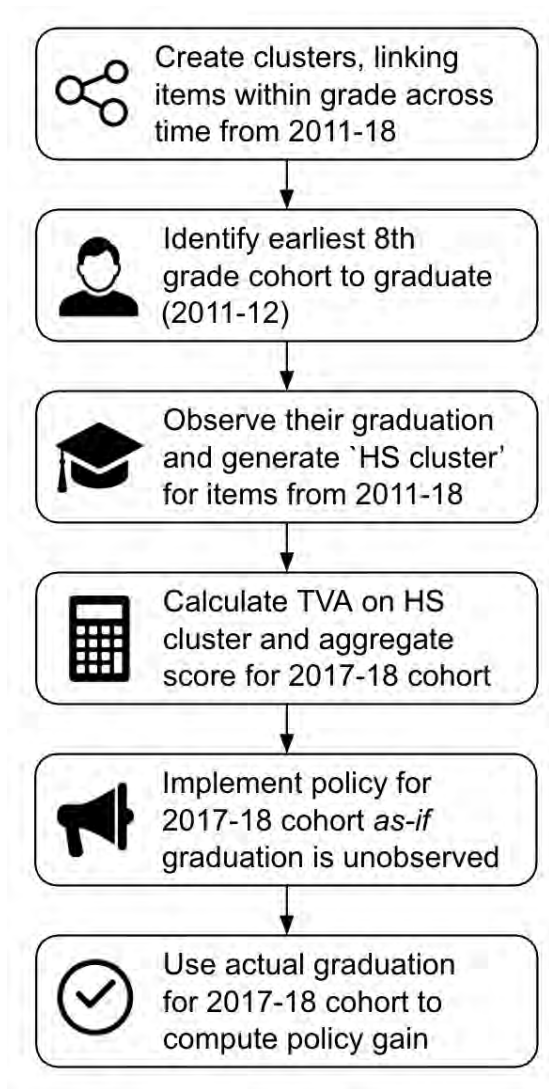 Create clusters, linking
items within grade across
time from 2011-18
Identify earliest 8th
grade cohort to graduate
(2011-12)
Observe their graduation
and generate `HS cluster’
for items from 2011-18
Calculate TVA on HS
cluster and aggregate
score for 2017-18 cohort
Implement policy for
2017-18 cohort as-if
graduation is unobserved
Use actual graduation
for 2017-18 cohort to
compute policy gain